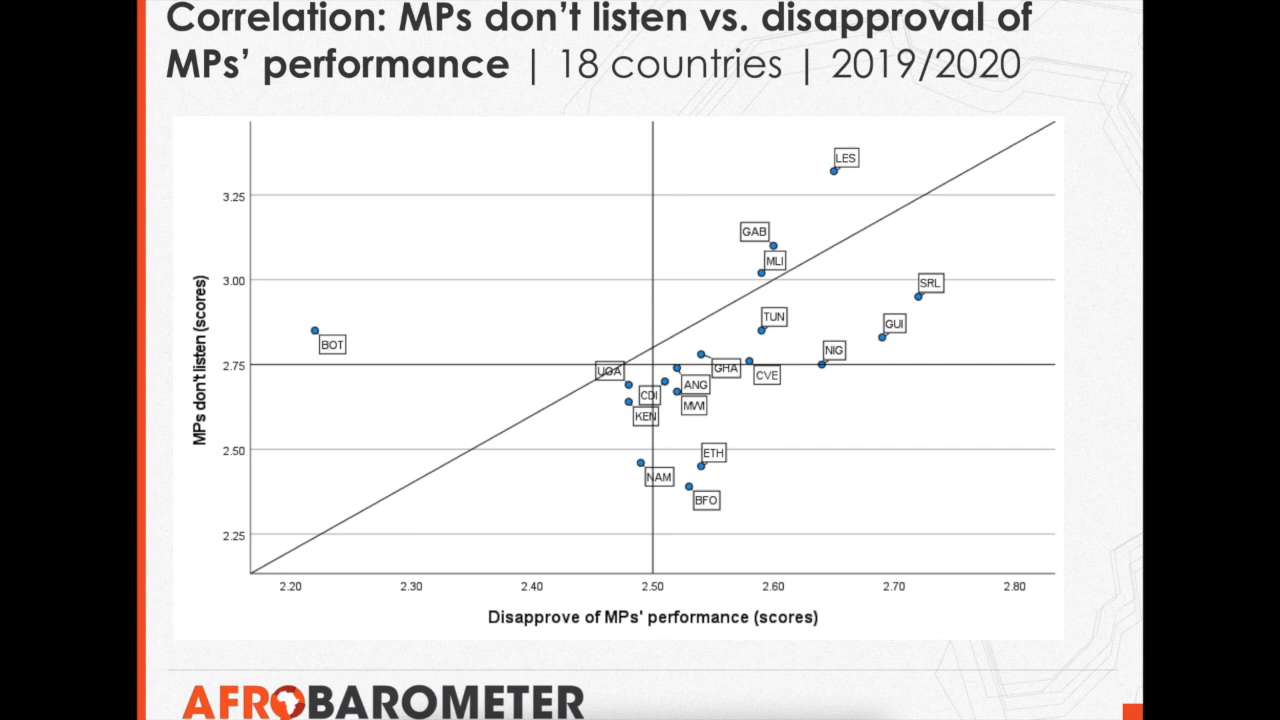 Correlation: MPs don't listen vs. disapproval of
MPs' performance | 18 countries | 2019/2020
LES
3.25
GAB
MLI
3.00
SRL
TUN
GUI
BOT
NIG
2.75
UGA
GHA
CVE
ANG
CDI
MWI
KEN
MPs don't listen (scores)
2.50
ETH
NAM
BFO
2.25
2.20 2.30 2.40 2.50 2.60 2.70 2.80
Disapprove of MPs' performance (scores)
AFROBAROMETER